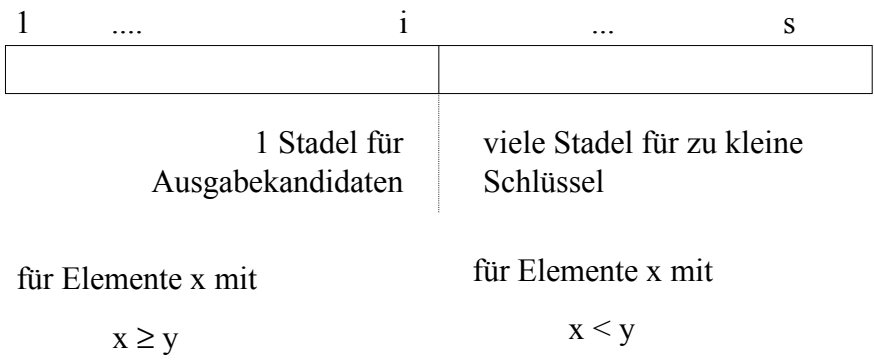 1 .... i ... s
1 Stadel für
Ausgabekandidaten
viele Stadel für zu kleine
Schlüssel
für Elemente x mit
x ≥ y
für Elemente x mit
x < y